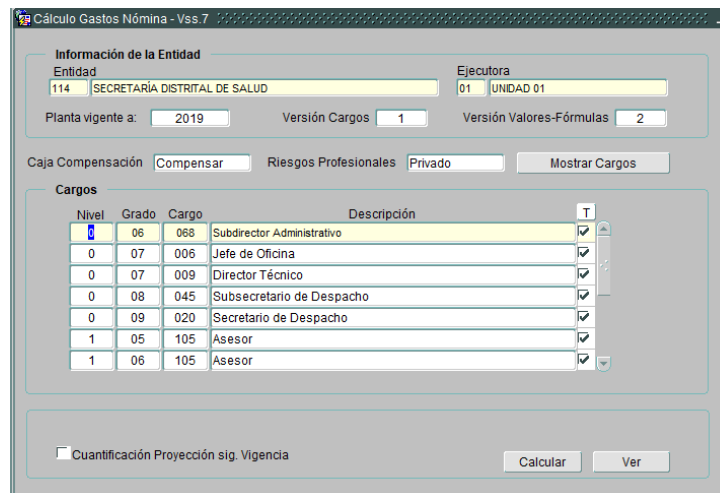 Cálculo Gastos Nómina - Vss.7
Información de la Entidad
Entidad Ejecutora
114 SECRETARÍA DISTRITAL DE SALUD 01 UNIDAD 01
Planta vigente a: 2019 Versión Cargos 1 Versión Valores-Fórmulas 2
Caja Compensación Compensar Riesgos Profesionales Privado Mostrar Cargos
Cargos
Nivel Grado Cargo Descripción T
0 06 068 Subdirector Administrativo
0 07 006 Jefe de Oficina
0 07 009 Director Técnico
0 08 045 Subsecretario de Despacho
0 09 020 Secretario de Despacho
1 05 105 Asesor
1 06 105 Asesor
Cuantificación Proyección sig. Vigencia Calcular Ver